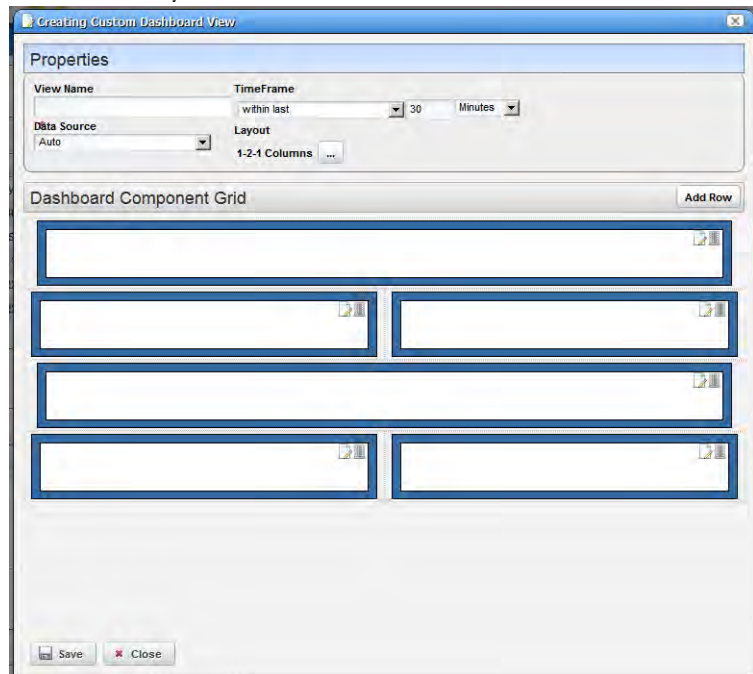 Creating Custom Dashboard View
Properties
View Name TimeFrame
within last 30 Minutes
Data Source Layout
Auto
1-2-1 Columns ...
Dashboard Component Grid Add Row
Save Close